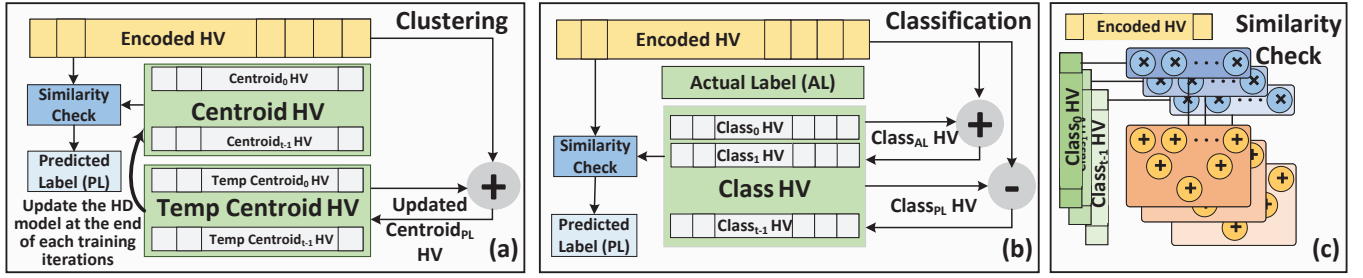 Clustering
Encoded HV
Similarity
Check
Predicted
Label (PL)
Update the HD
model at the end
of each training
iterations
Centroid₀ HV
Centroid HV
Centroidₜ₋₁ HV
Temp Centroid₀ HV
Temp Centroid HV
Temp Centroidₜ₋₁ HV
+
Updated
Centroid_PL
HV
(a)
Classification
Encoded HV
Actual Label (AL)
Similarity
Check
Predicted
Label (PL)
Class₀ HV
Class₁ HV
Class HV
Classₜ₋₁ HV
Class_AL HV
+
Class_PL HV
-
(b)
Encoded HV
Similarity
Check
Class₀ HV
Classₜ₋₁ HV
× × ... ×
× × ... ×
× × ... ×
+ + ... +
+ +
+
+
+
+
(c)